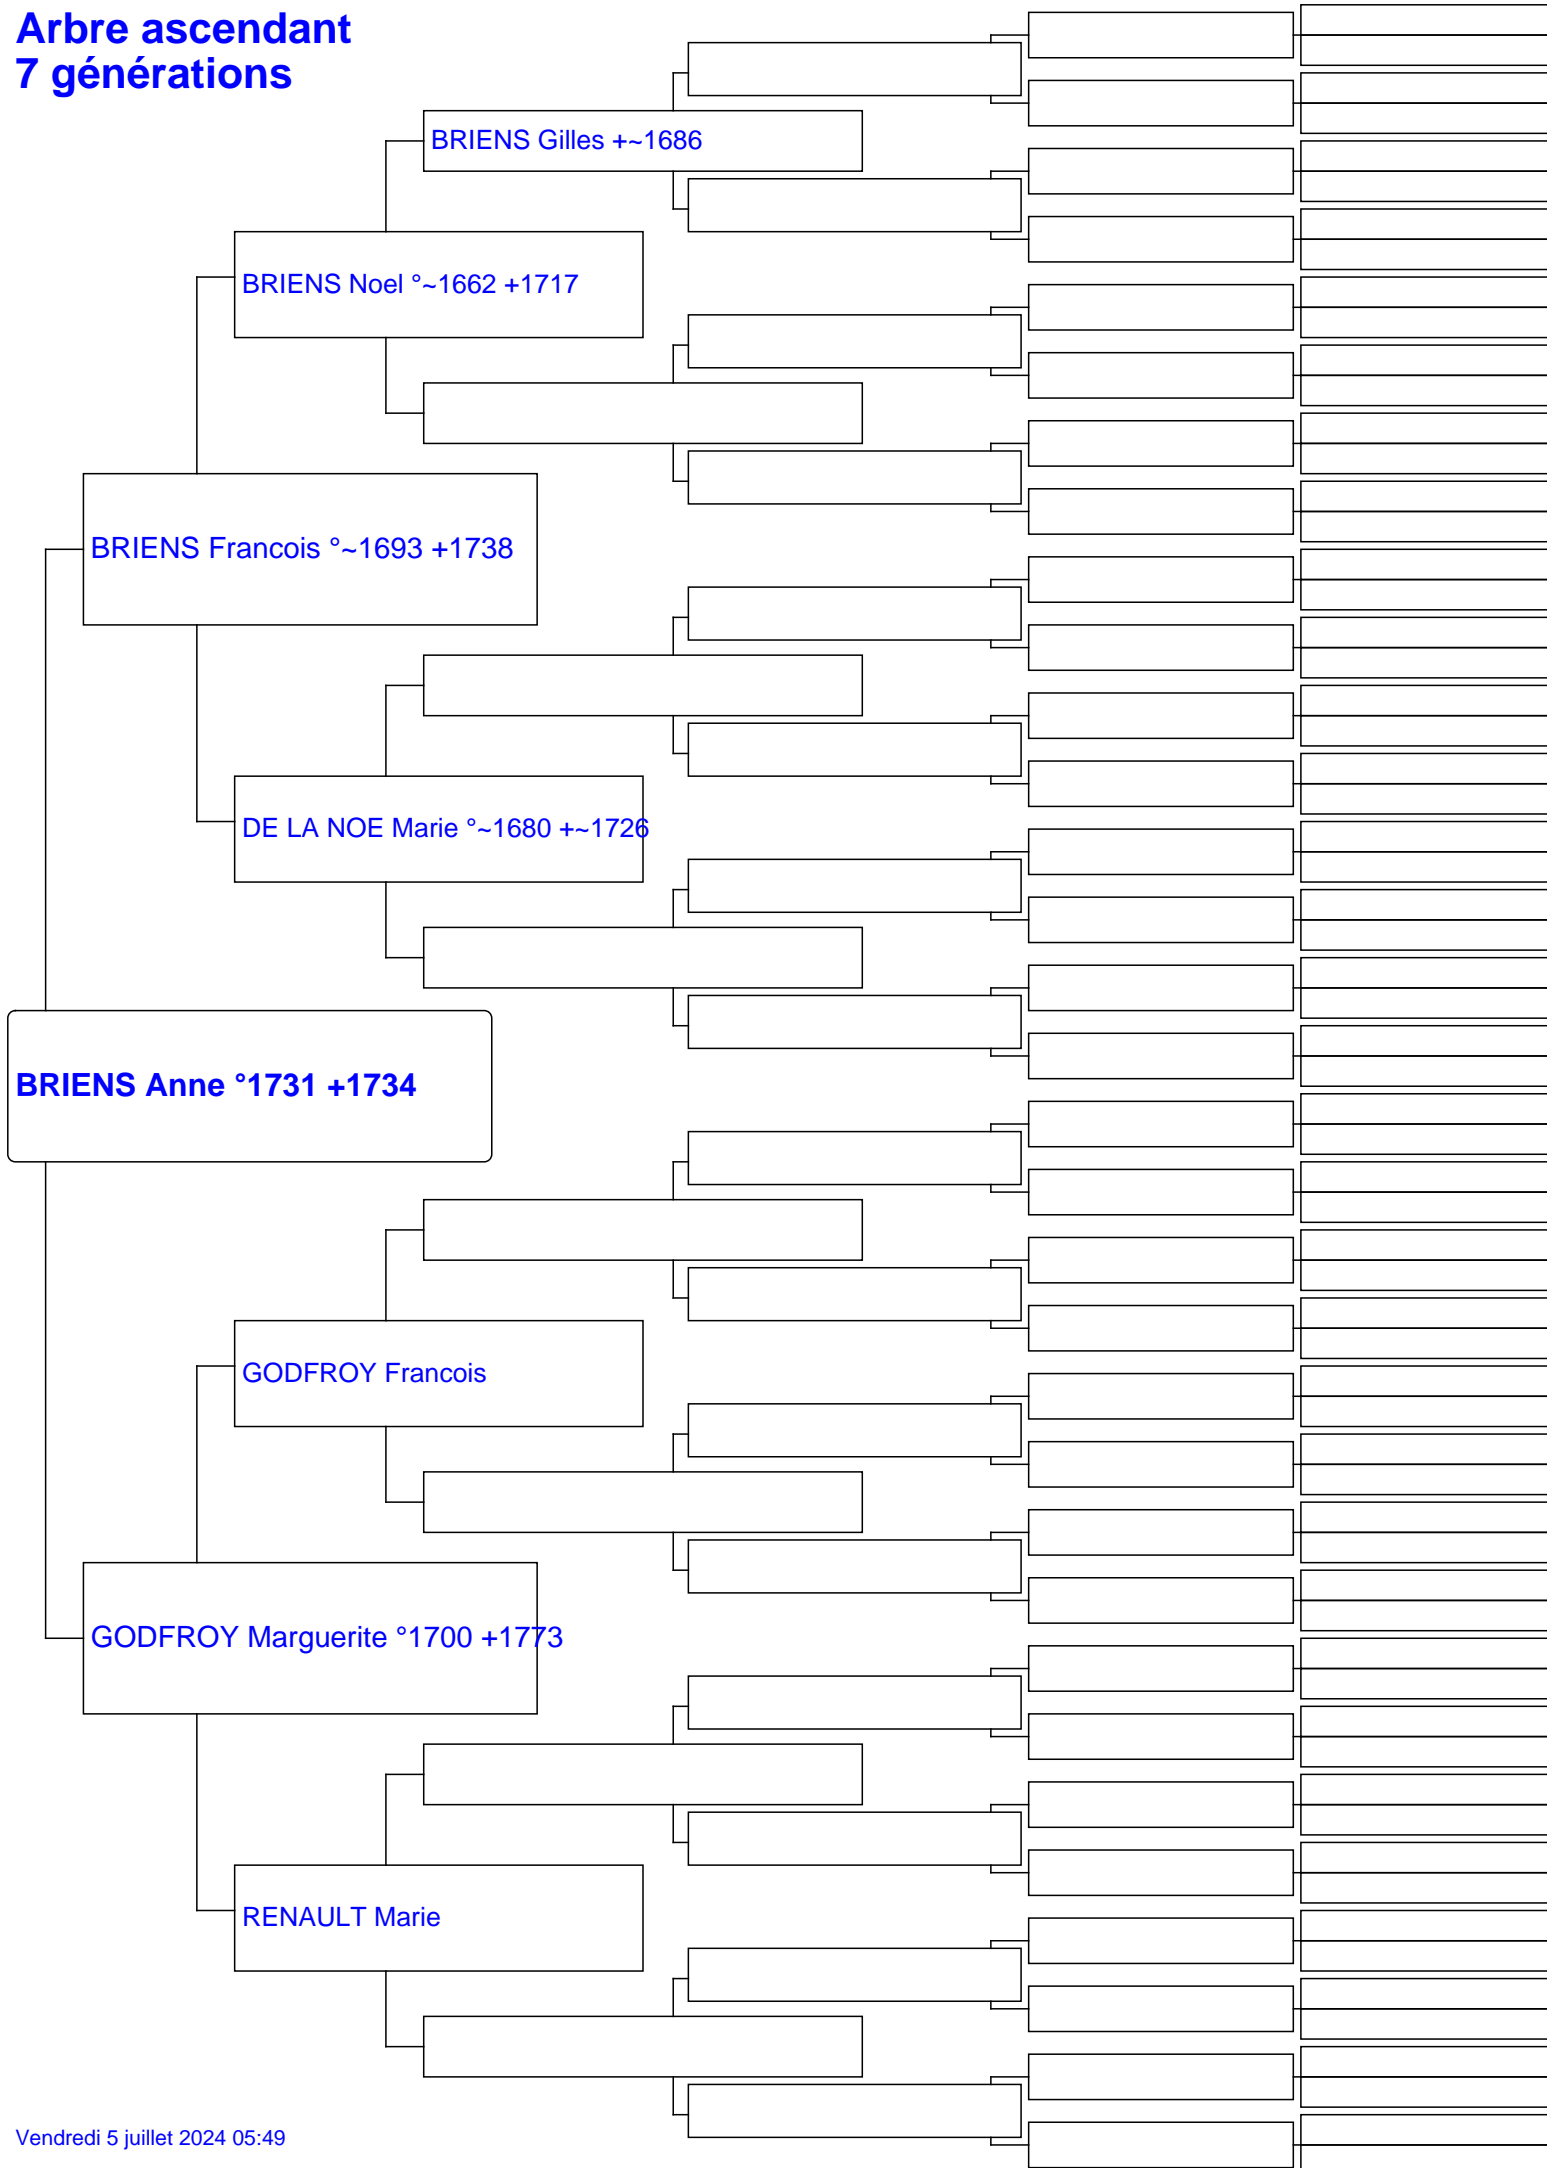 Arbre ascendant
7 générations
BRIENS Gilles +~1686
BRIENS Noel °~1662 +1717
BRIENS Francois °~1693 +1738
DE LA NOE Marie °~1680 +~1726
BRIENS Anne °1731 +1734
GODFROY Francois
GODFROY Marguerite °1700 +1773
RENAULT Marie
Vendredi 5 juillet 2024 05:49